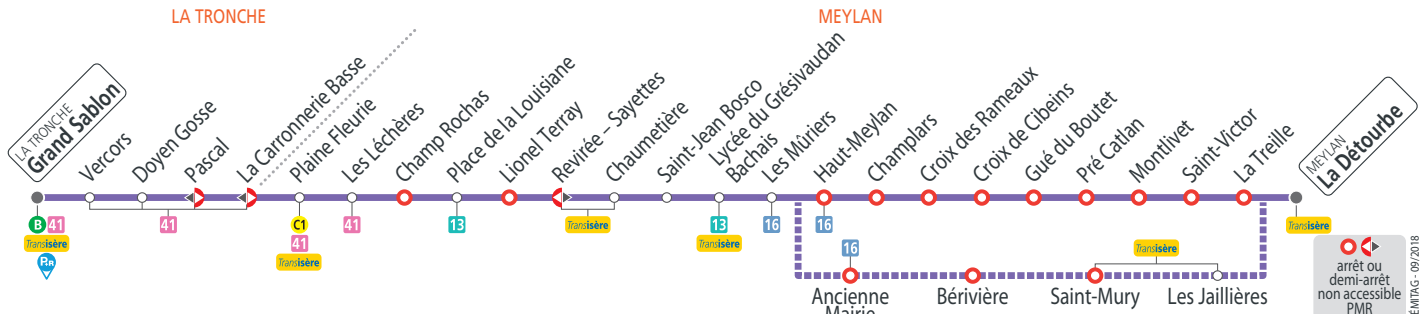 LA TRONCHE
MEYLAN
LA TRONCHE
Grand Sablon
Vercors
Doyen Gosse
Pascal
La Carronnerie Basse
Plaine Fleurie
Les Léchères
Champ Rochas
Place de la Louisiane
Lionel Terray
Revirée – Sayettes
Chaumetière
Saint-Jean Bosco
Lycée du Grésivaudan
Bachais
Les Mûriers
Haut-Meylan
Champlars
Croix des Rameaux
Croix de Cibeins
Gué du Boutet
Pré Catlan
Montlivet
Saint-Victor
La Treille
MEYLAN
La Détourbe
B 41
Transisère
P+R
41
C1
41
Transisère
41
13
Transisère
13
Transisère
16
16
Transisère
16
Transisère
Ancienne
Mairie
Bérivière
Saint-Mury
Les Jaillières
arrêt ou
demi-arrêt
non accessible
PMR
ÉMITAG - 09/2018